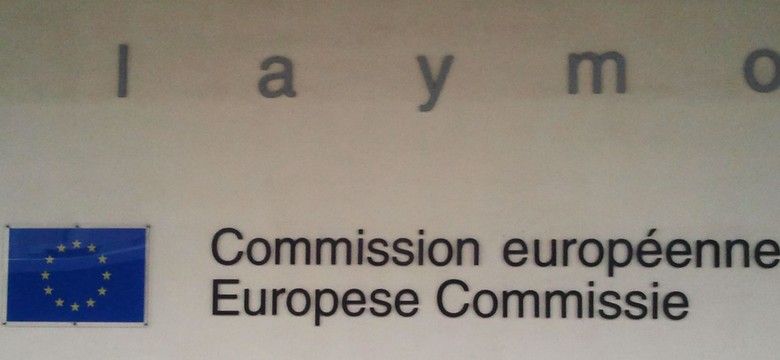 l a y m o
Commission européenne
Europese Commissie